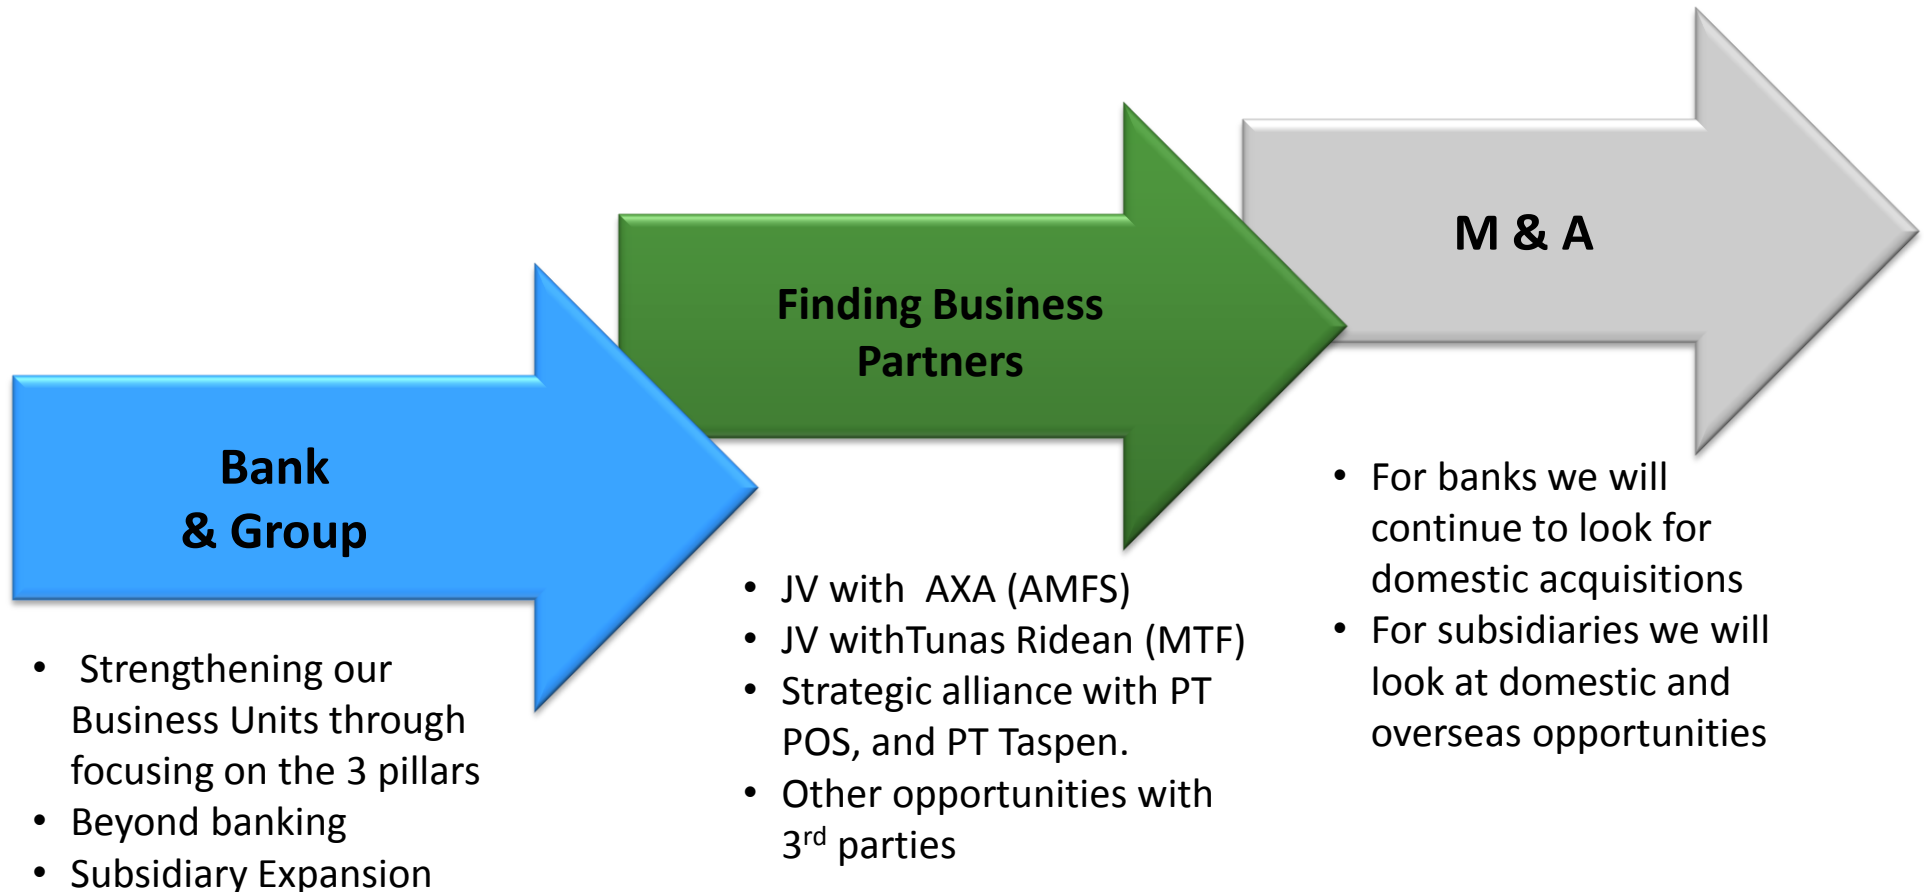 Bank
& Group
• Strengthening our
Business Units through
focusing on the 3 pillars
• Beyond banking
• Subsidiary Expansion
Finding Business
Partners
• JV with  AXA (AMFS)
• JV withTunas Ridean (MTF)
• Strategic alliance with PT
POS, and PT Taspen.
• Other opportunities with
3rd parties
M & A
• For banks we will
continue to look for
domestic acquisitions
• For subsidiaries we will
look at domestic and
overseas opportunities